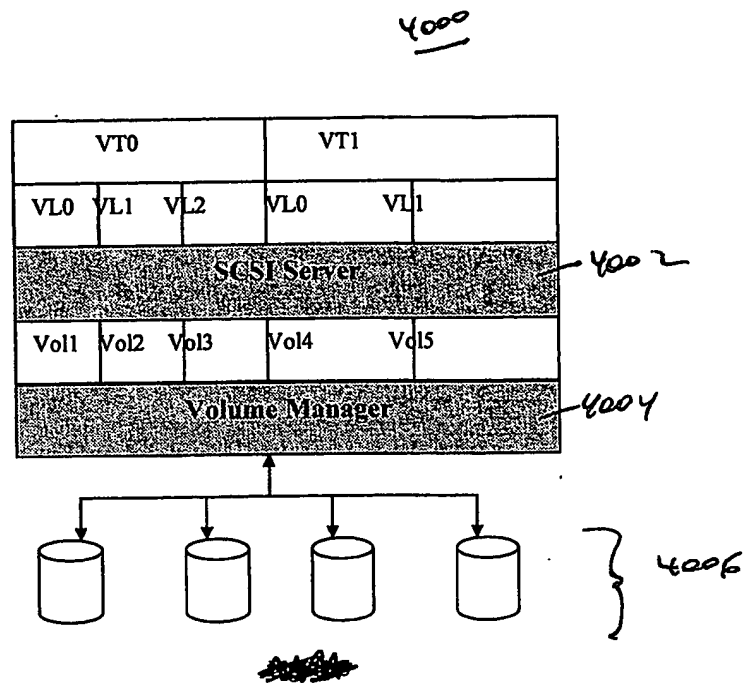 4000
VT0 VT1
VL0 VL1 VL2 VL0 VL1
SCSI Server
4002
Vol1 Vol2 Vol3 Vol4 Vol5
Volume Manager
4004
4006